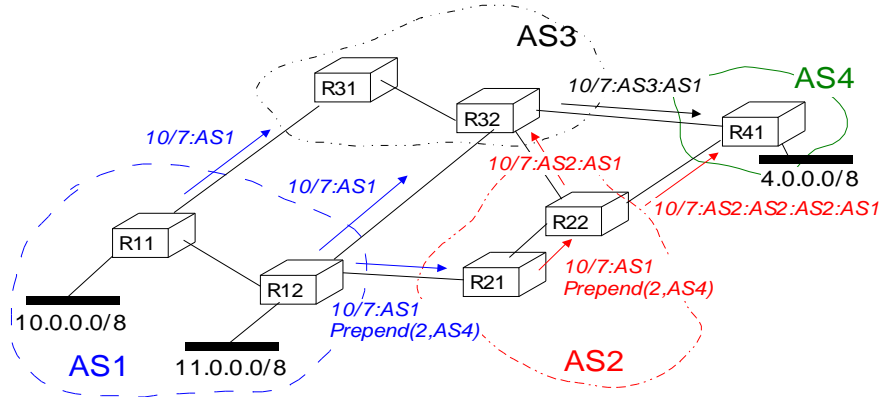 AS3
R31
10/7:AS3:AS1
AS4
R32
R41
10/7:AS1
10/7:AS2:AS1
4.0.0.0/8
10/7:AS1
10/7:AS2:AS2:AS2:AS1
R11
R22
R12
R21
10/7:AS1
Prepend(2,AS4)
10/7:AS1
Prepend(2,AS4)
10.0.0.0/8
11.0.0.0/8
AS1
AS2